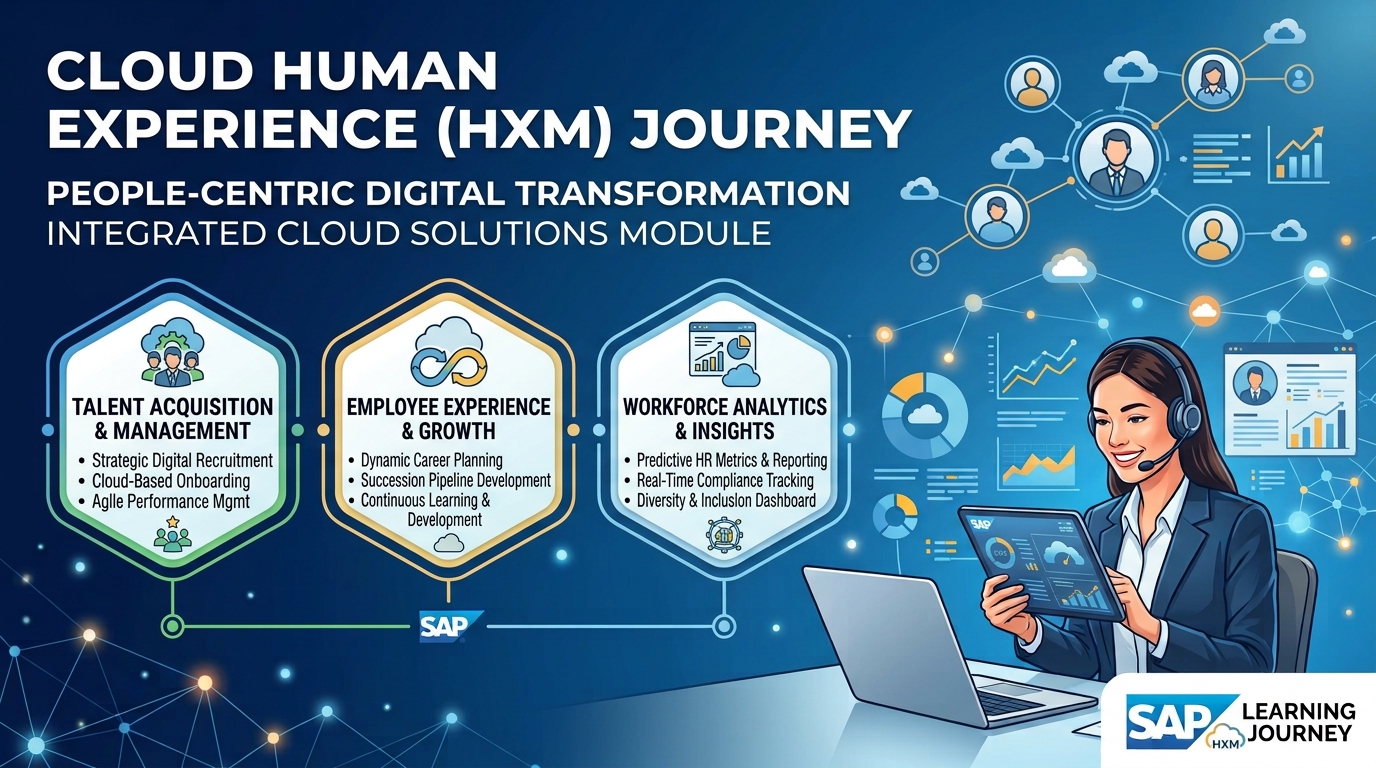 CLOUD HUMAN
EXPERIENCE (HXM) JOURNEY
PEOPLE-CENTRIC DIGITAL TRANSFORMATION
INTEGRATED CLOUD SOLUTIONS MODULE
TALENT ACQUISITION
& MANAGEMENT
• Strategic Digital Recruitment
• Cloud-Based Onboarding
• Agile Performance Mgmt
EMPLOYEE EXPERIENCE
& GROWTH
• Dynamic Career Planning
• Succession Pipeline Development
• Continuous Learning &
Development
WORKFORCE ANALYTICS
& INSIGHTS
• Predictive HR Metrics & Reporting
• Real-Time Compliance Tracking
• Diversity & Inclusion Dashboard
SAP
SAP
SAP
HXM
LEARNING
JOURNEY